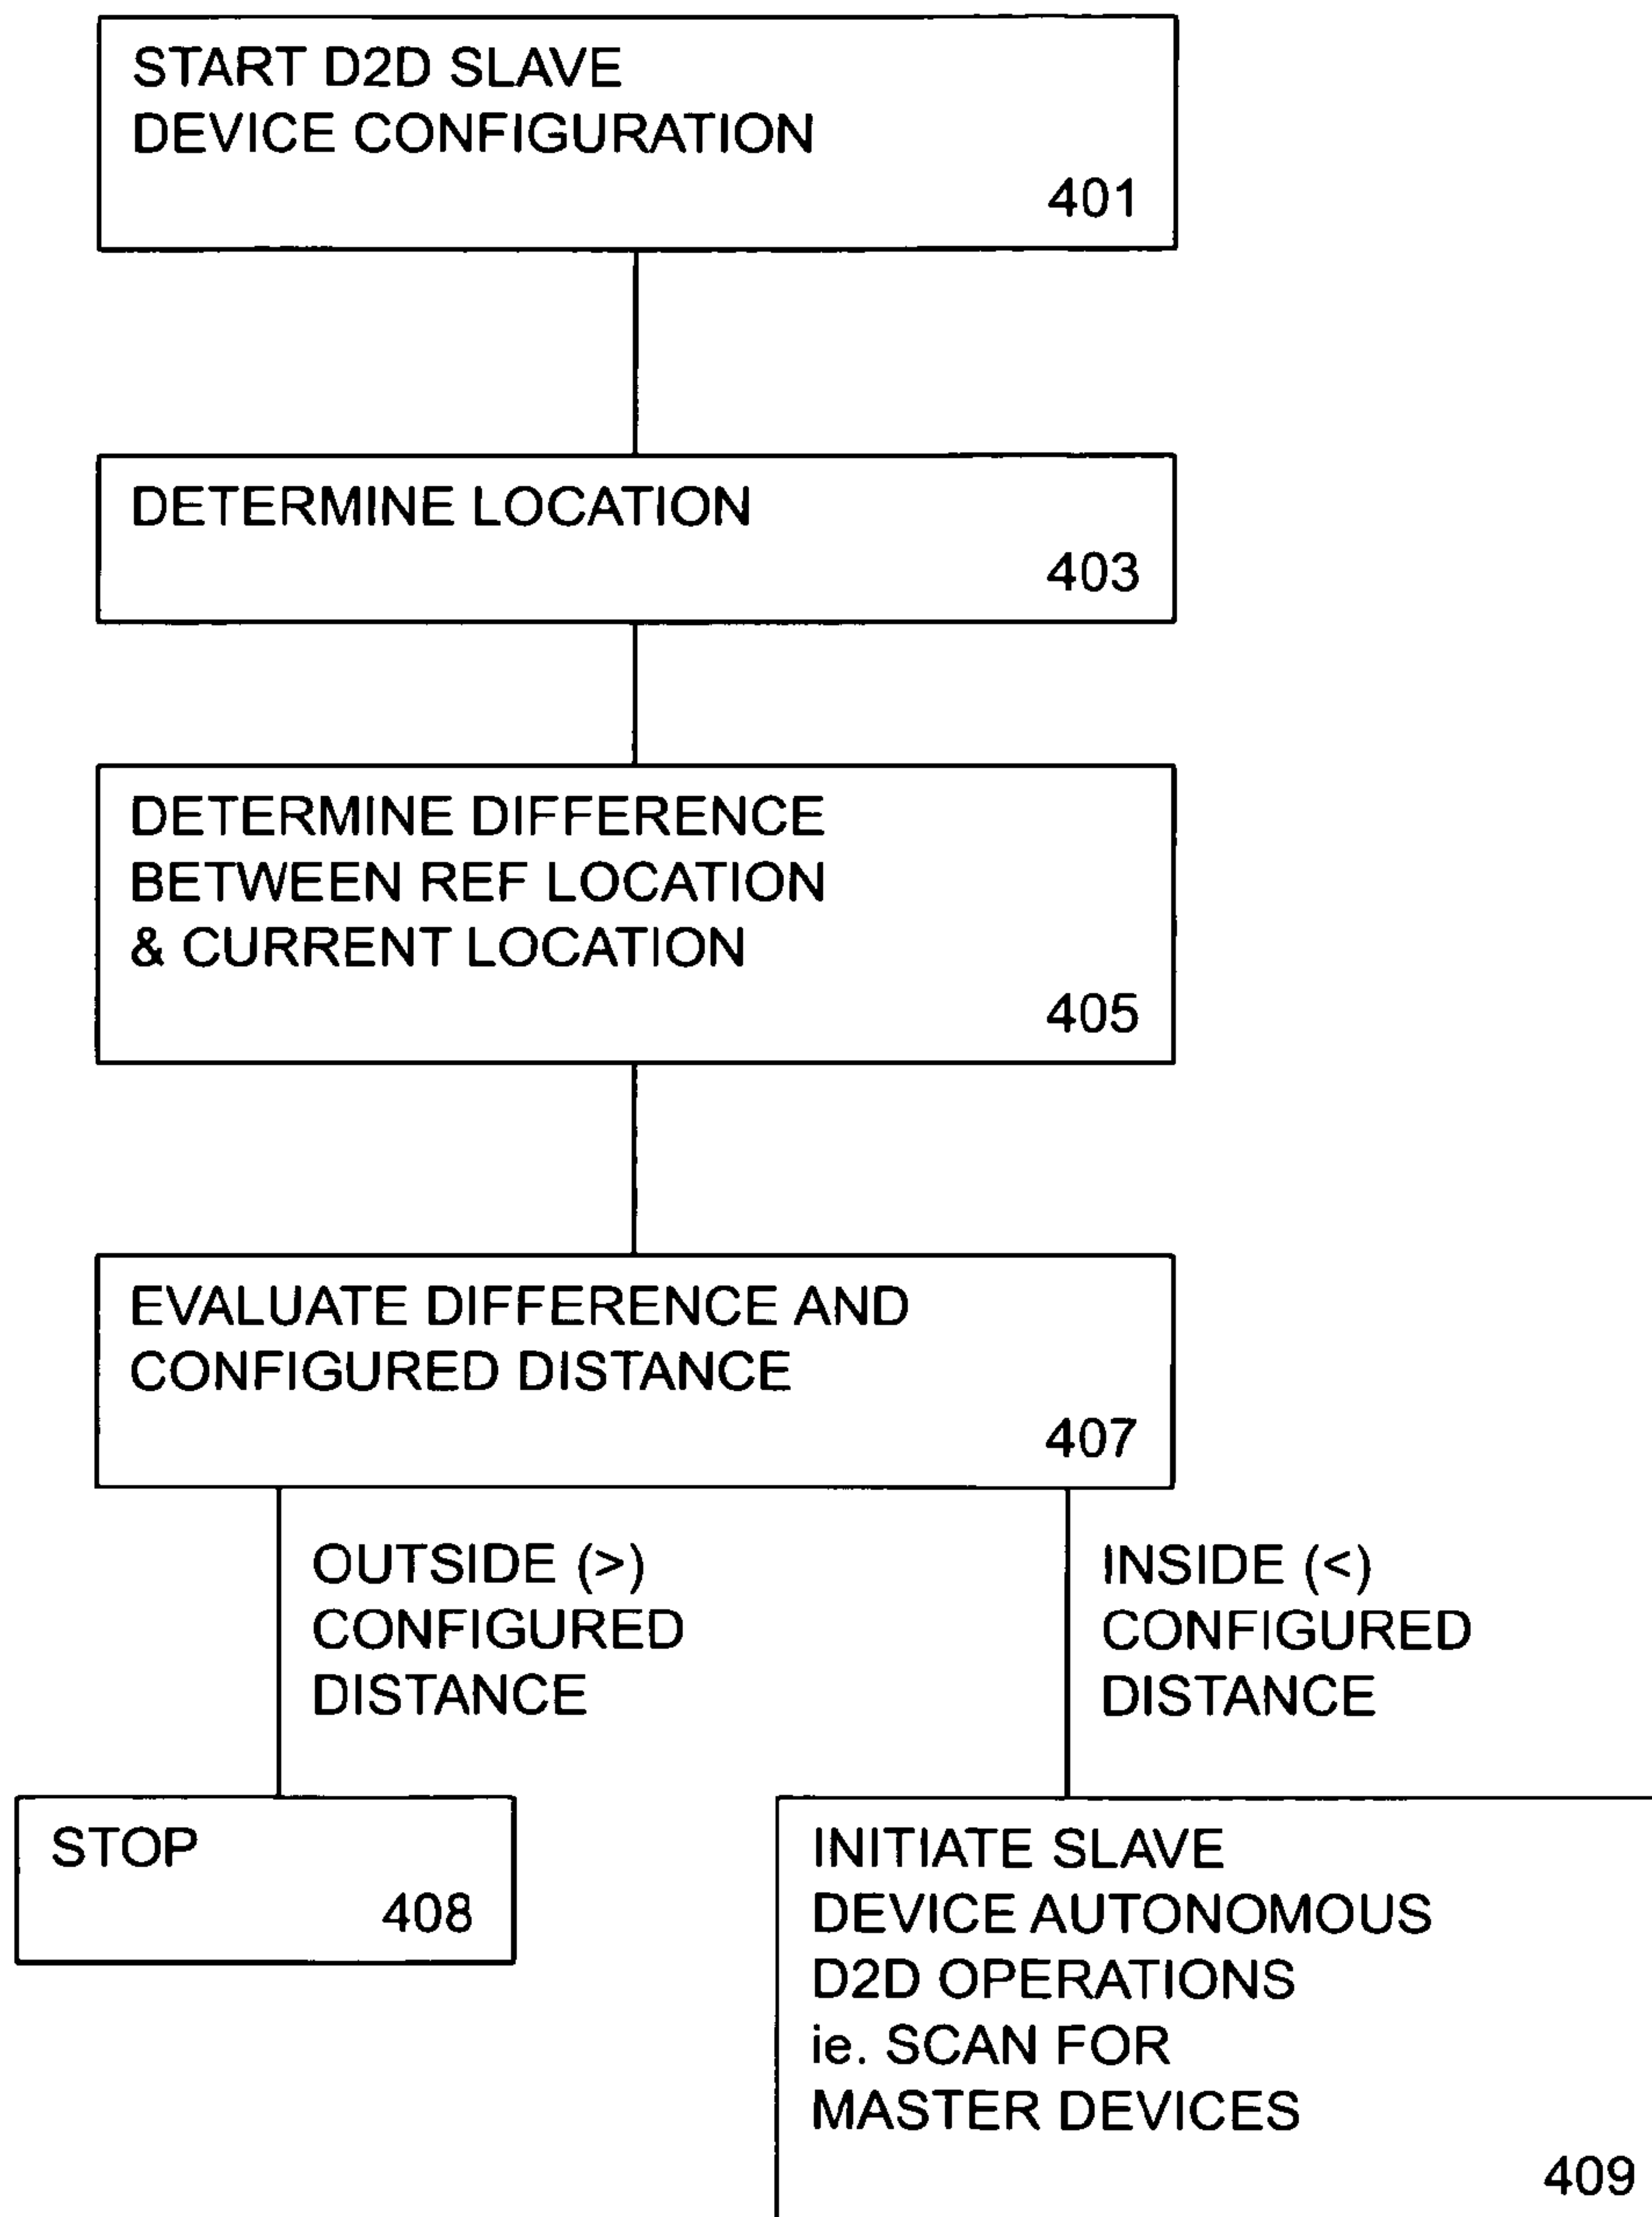 START D2D SLAVE
DEVICE CONFIGURATION
401
DETERMINE LOCATION
403
DETERMINE DIFFERENCE
BETWEEN REF LOCATION
& CURRENT LOCATION
405
EVALUATE DIFFERENCE AND
CONFIGURED DISTANCE
407
OUTSIDE (>)
CONFIGURED
DISTANCE
INSIDE (<)
CONFIGURED
DISTANCE
STOP
408
INITIATE SLAVE
DEVICE AUTONOMOUS
D2D OPERATIONS
ie. SCAN FOR
MASTER DEVICES
409